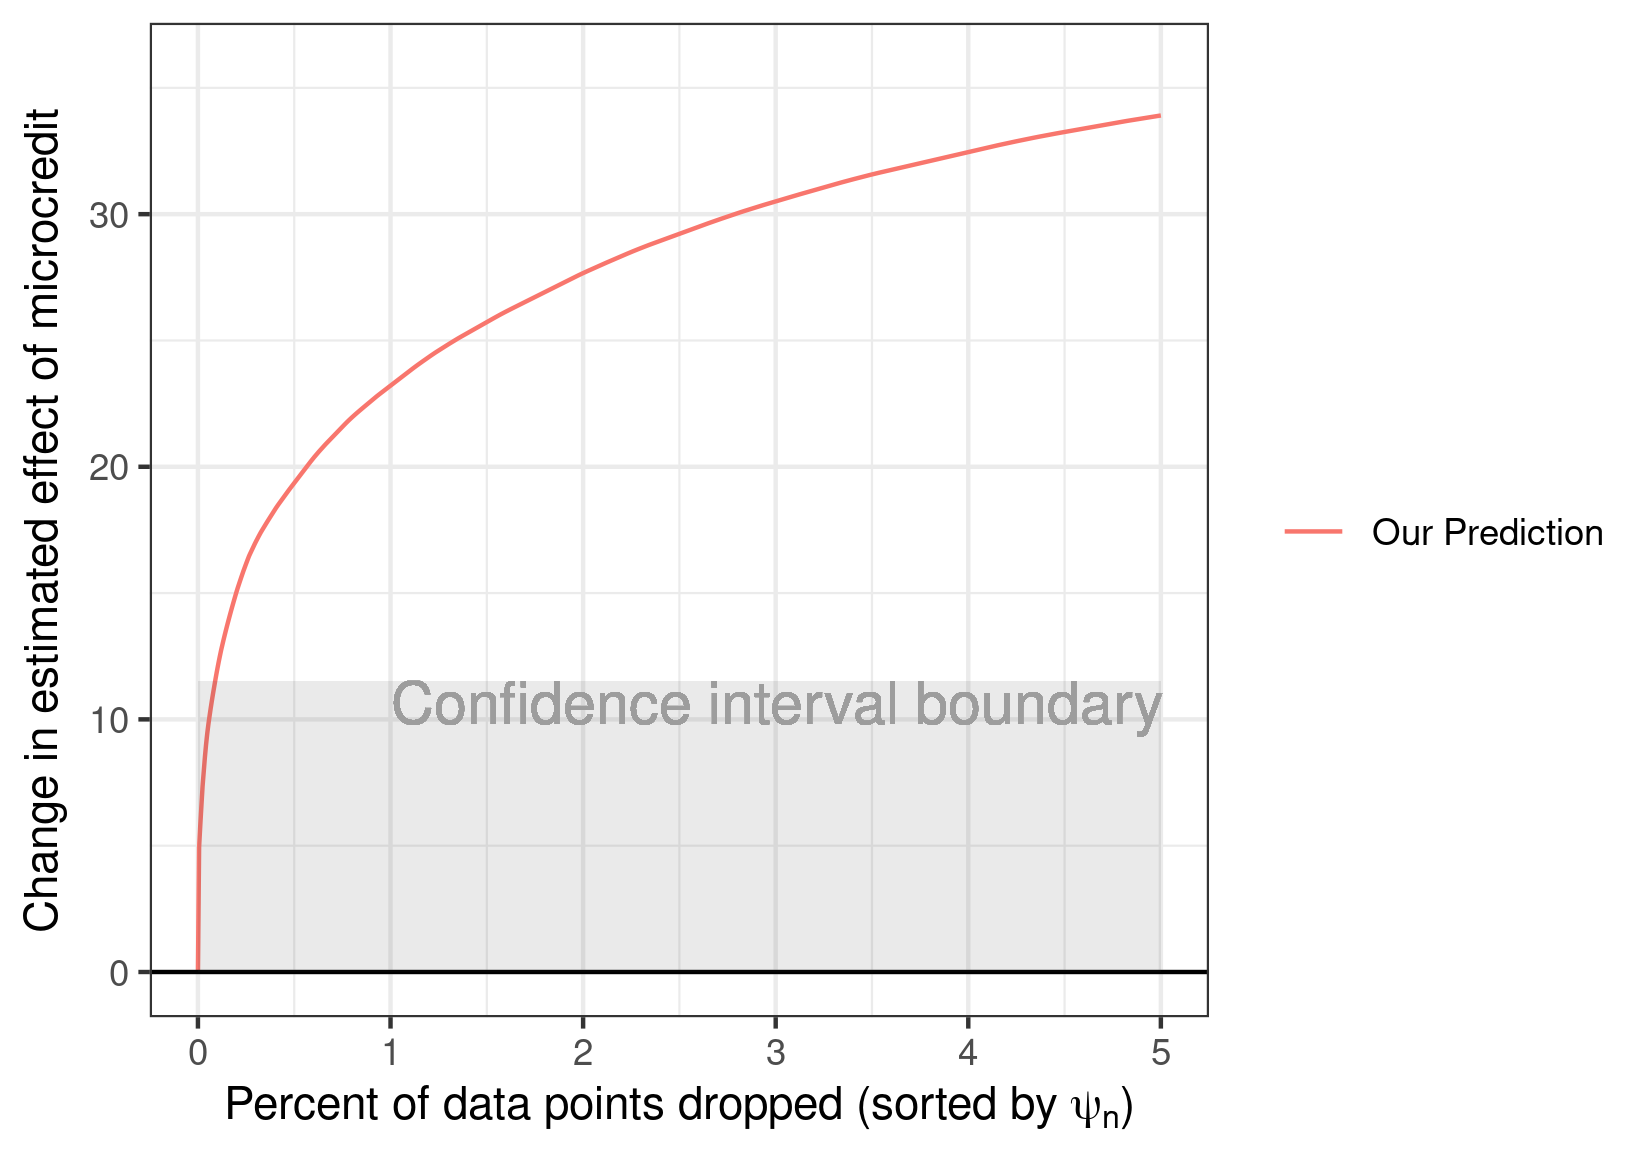 Change in estimated effect of microcredit
30
20
10
0
Confidence interval boundary
0 1 2 3 4 5
Percent of data points dropped (sorted by ψn)
Our Prediction